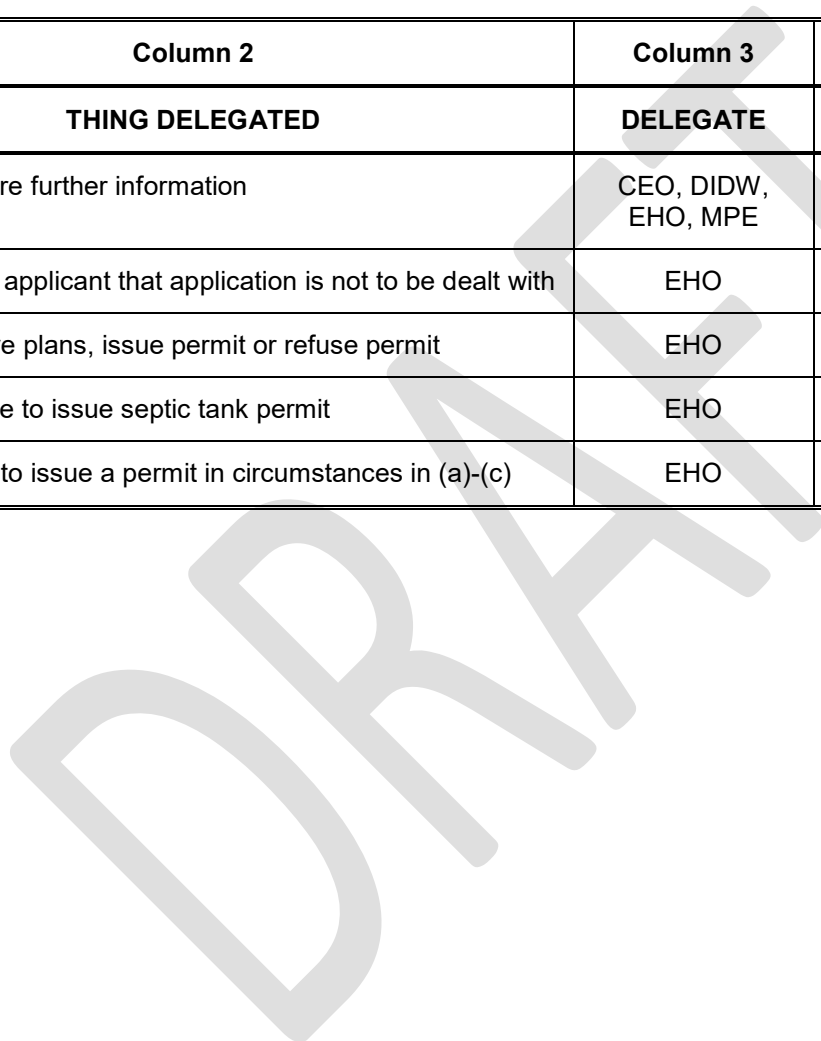 Column 2 Column 3
THING DELEGATED DELEGATE
further information CEO, DIDW,
EHO, MPE
applicant that application is not to be dealt with EHO
plans, issue permit or refuse permit EHO
to issue septic tank permit EHO
to issue a permit in circumstances in (a)-(c) EHO
DRAFT